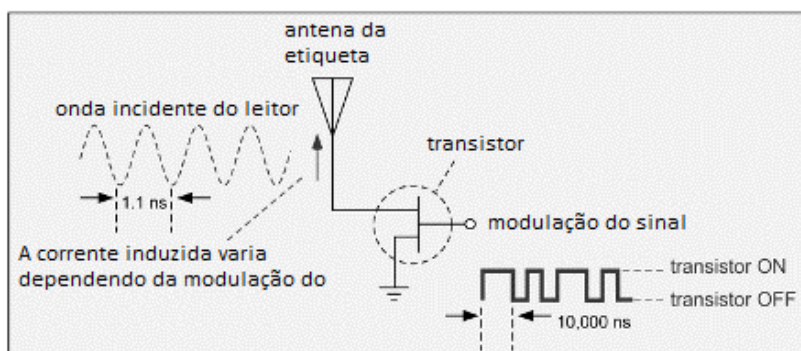 antena da
etiqueta
onda incidente do leitor
transistor
1.1 ns
modulação do sinal
A corrente induzida varia
dependendo da modulação do
transistor ON
transistor OFF
10,000 ns